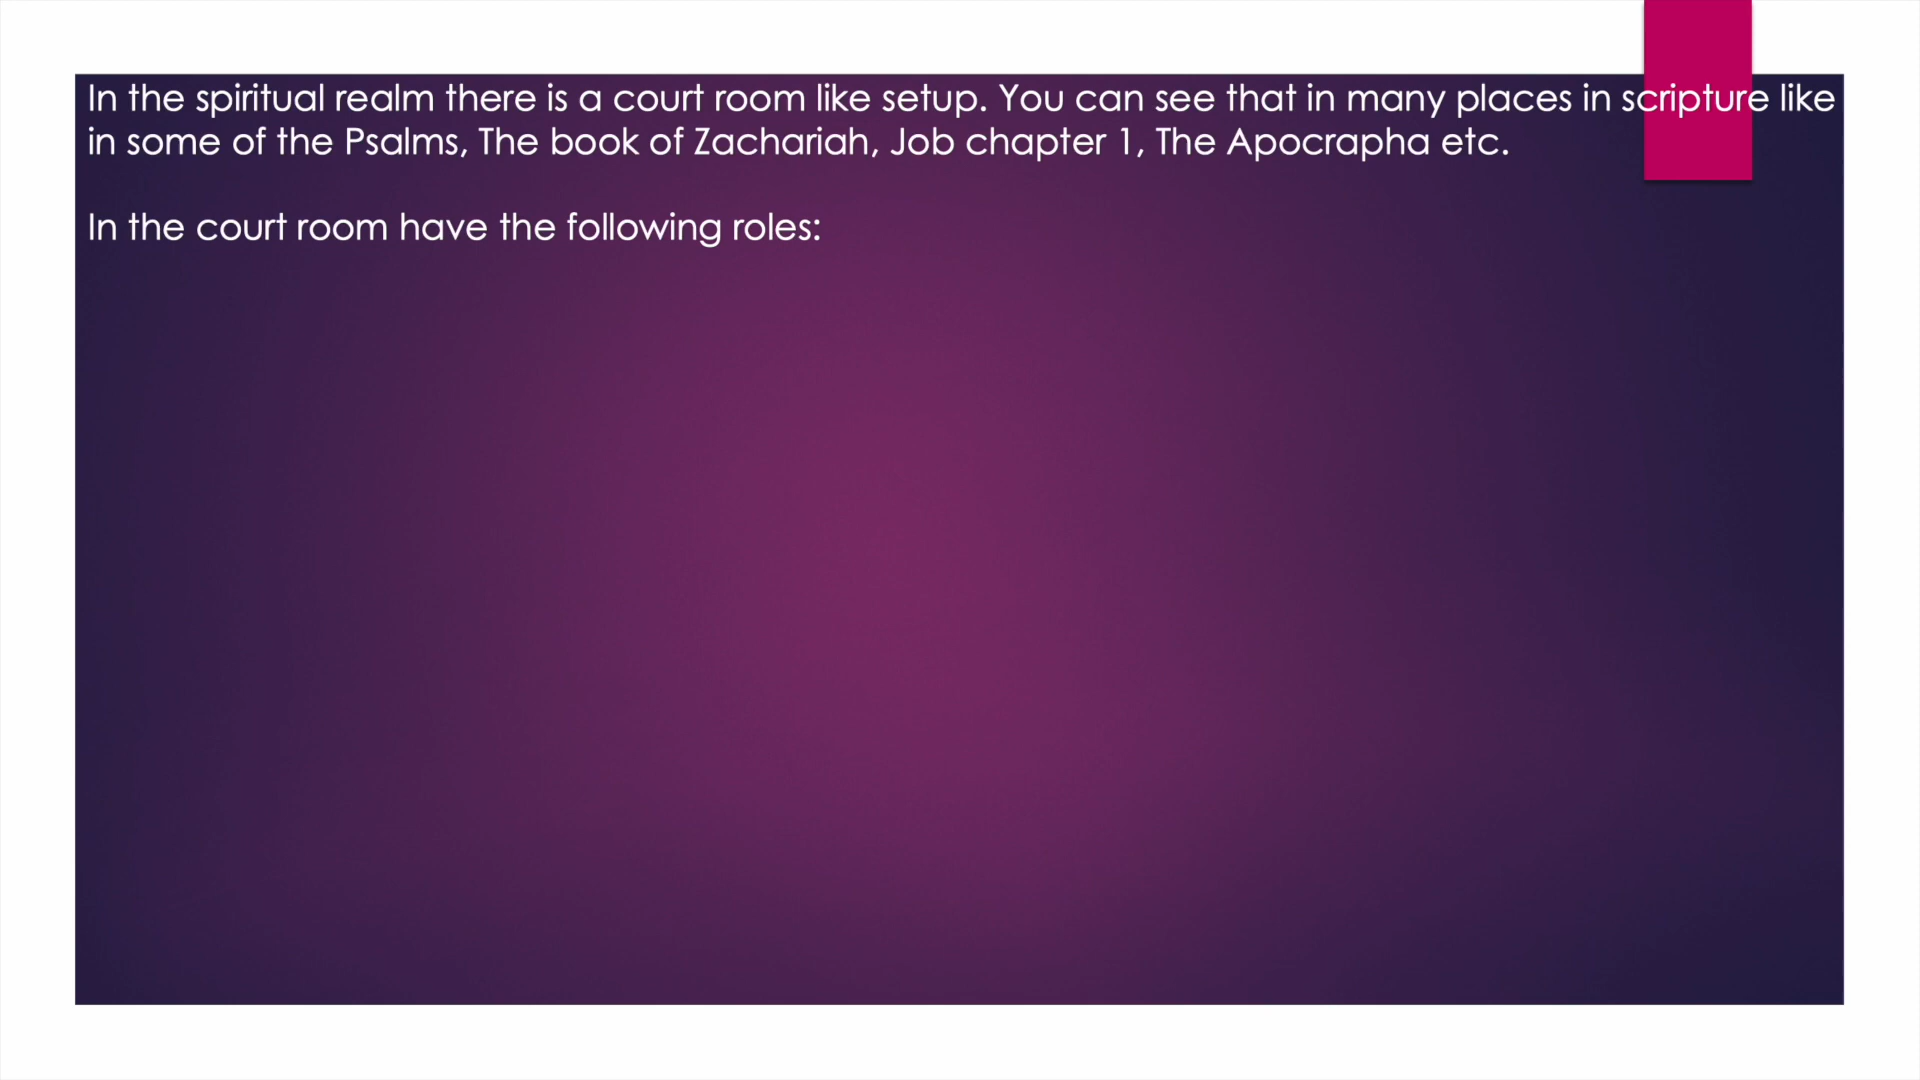 In the spiritual realm there is a court room like setup. You can see that in many places in scripture like
in some of the Psalms, The book of Zachariah, Job chapter 1, The Apocrapha etc.
In the court room have the following roles: